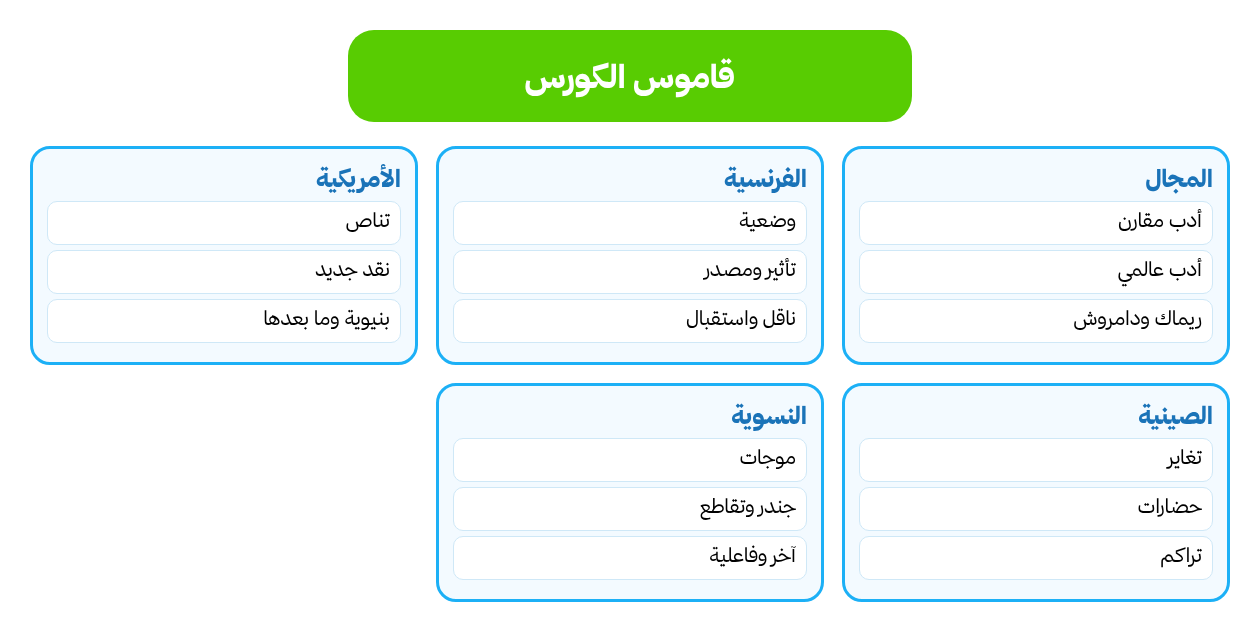 قاموس الكورس
المجال
أدب مقارن
أدب عالمي
ريماك ودامروش
الفرنسية
وضعية
تأثير ومصدر
ناقل واستقبال
الأمريكية
تناص
نقد جديد
بنيوية وما بعدها
الصينية
تغاير
حضارات
تراكم
النسوية
موجات
جندر وتقاطع
آخر وفاعلية